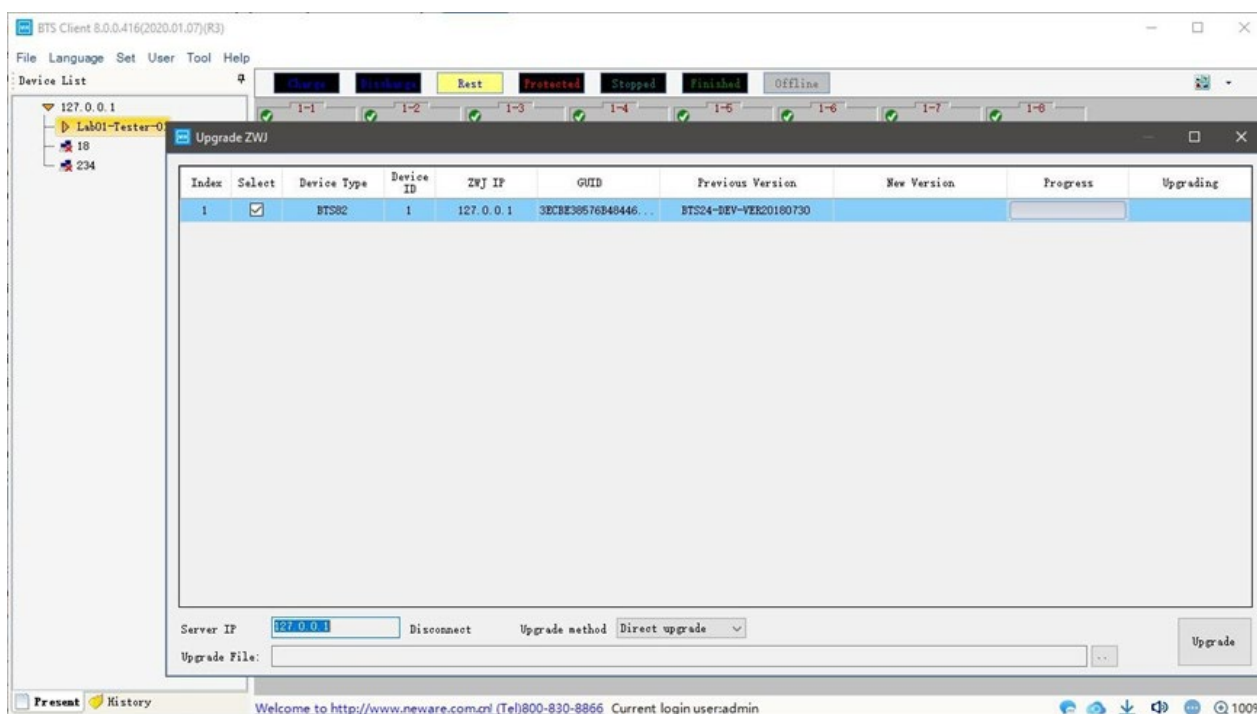 BTS Client 8.0.0.416(2020.01.07)(R3)
File Language Set User Tool Help
Device List
Charge Discharge Rest Protected Stopped Finished Offline
127.0.0.1
1-1 1-2 1-3 1-4 1-5 1-6 1-7 1-8
Lab01-Tester-0
18
234
Upgrade ZWJ
Index Select Device Type Device ID ZWJ IP GUID Previous Version New Version Progress Upgrading
1 BTS82 1 127.0.0.1 3ECBE38576B48446... BTS24-DEV-VER20180730
Server IP 127.0.0.1 Disconnect Upgrade method Direct upgrade
Upgrade File: ..
Upgrade
Present History
Welcome to http://www.neware.com.cn! (Tel)800-830-8866 Current login user:admin
100%